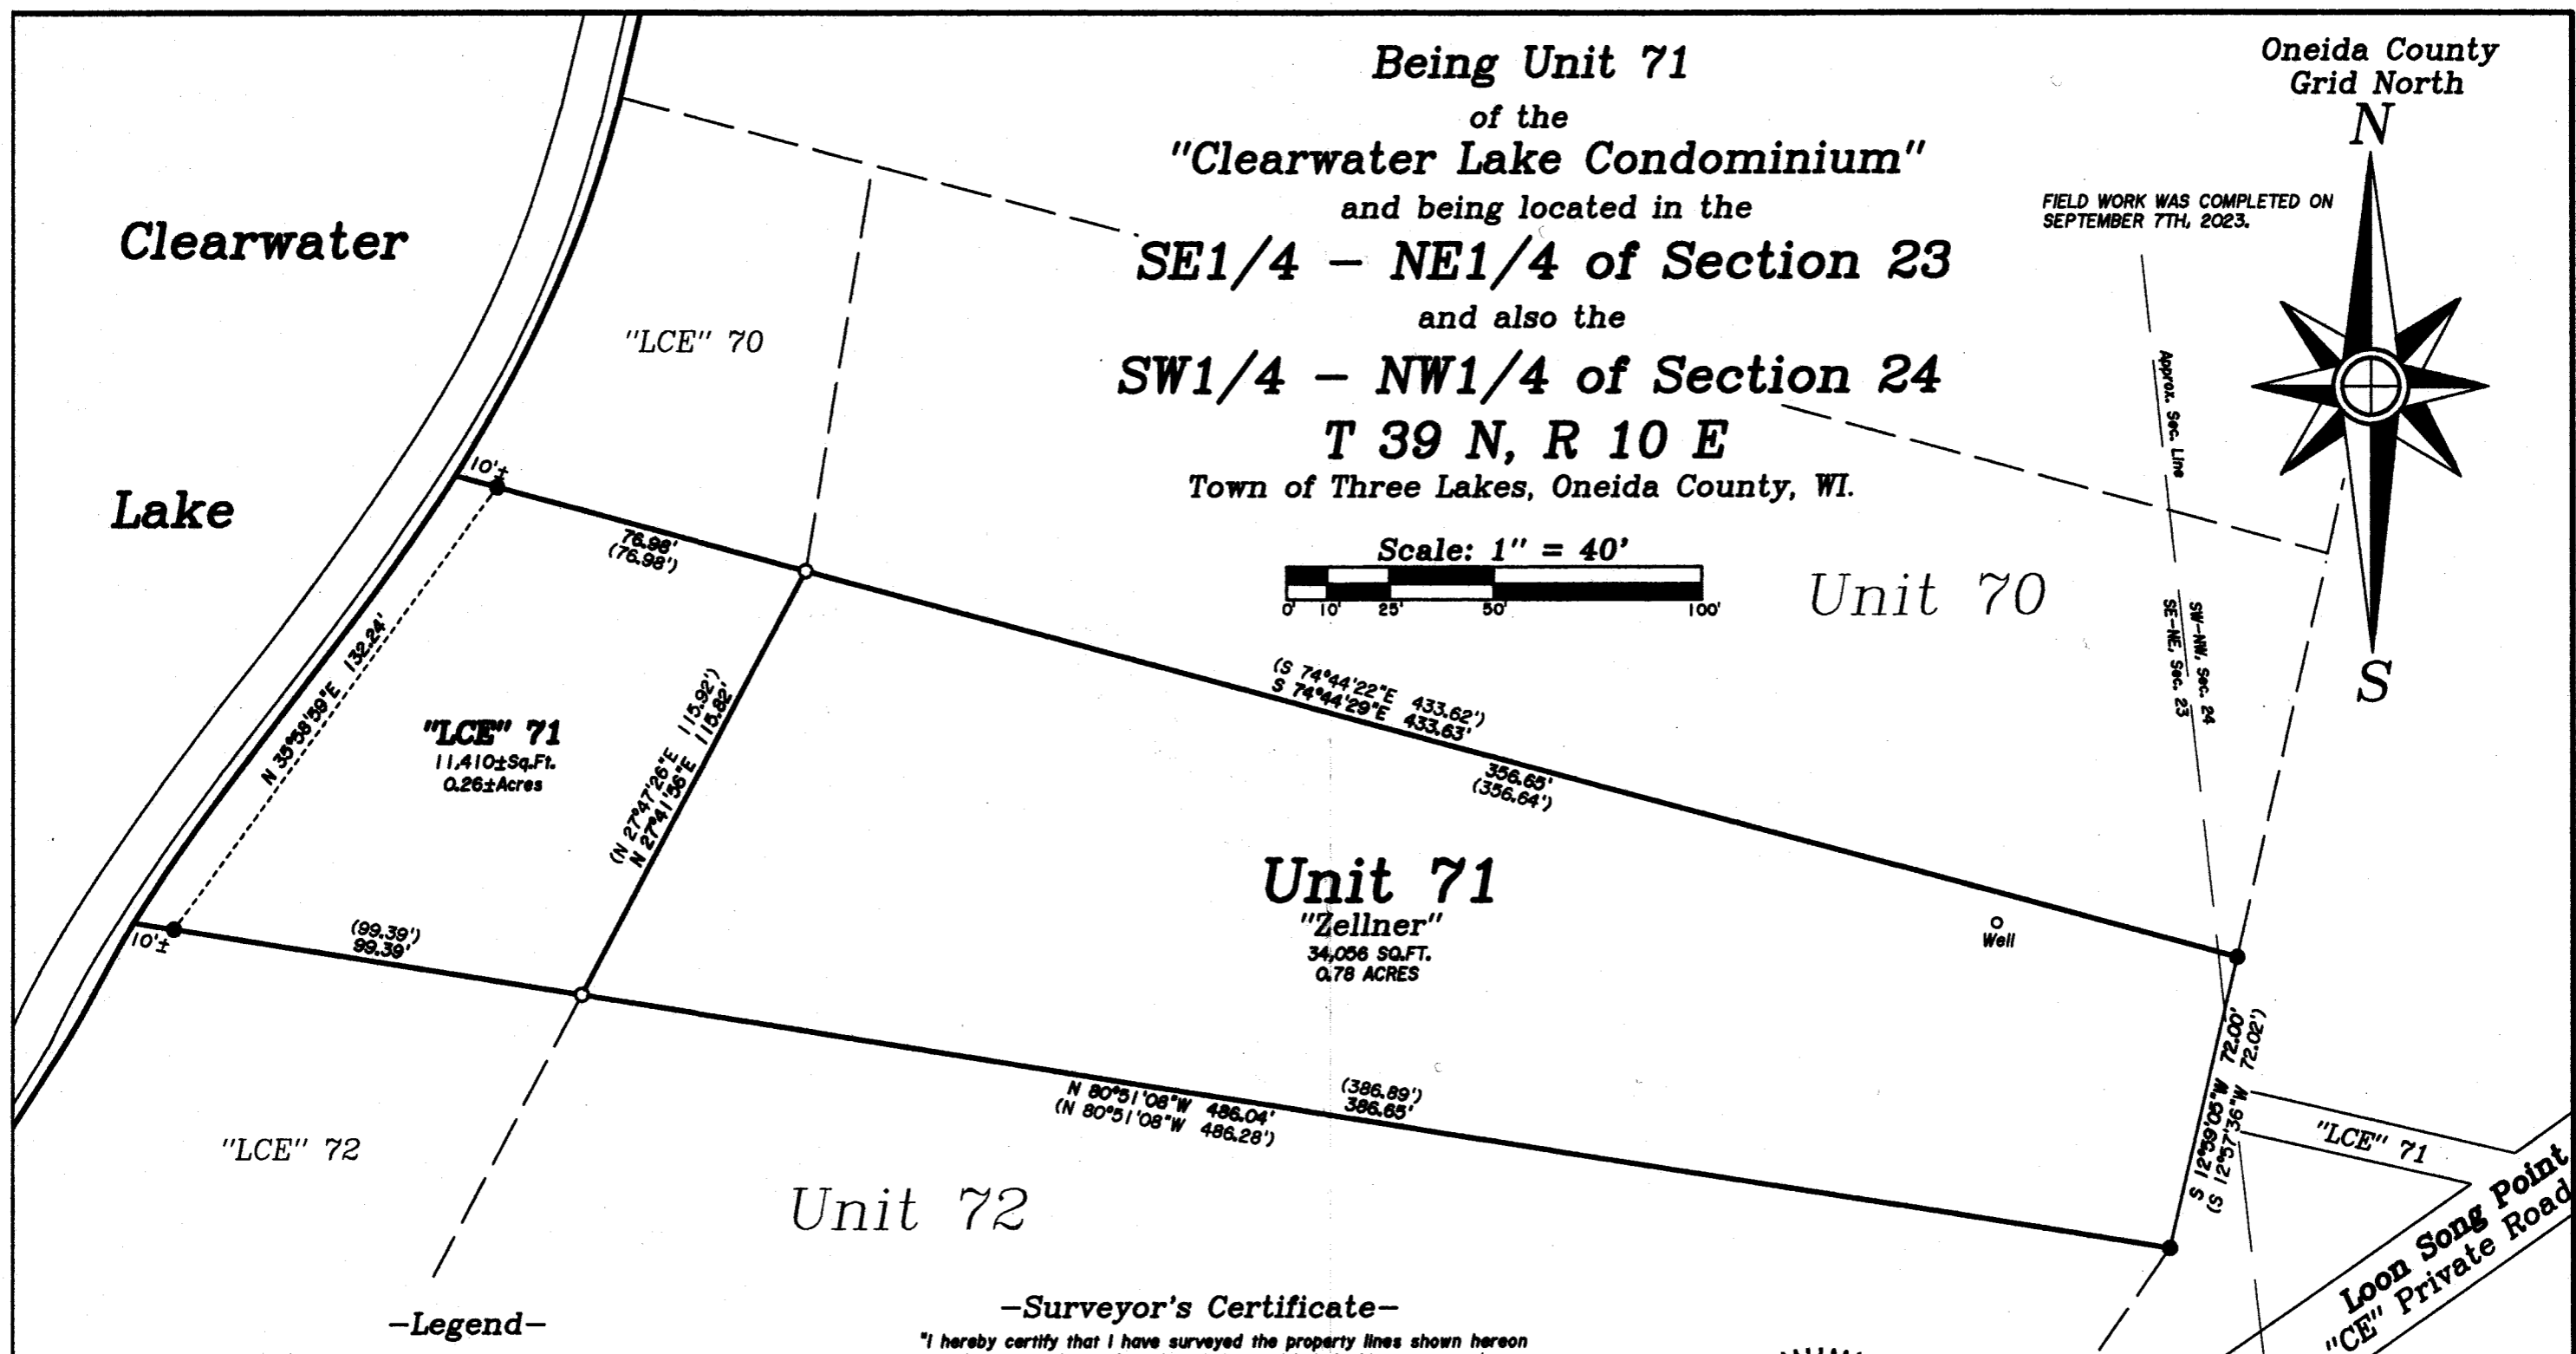 Being Unit 71
of the
"Clearwater Lake Condominium"
and being located in the
SE1/4 – NE1/4 of Section 23
and also the
SW1/4 – NW1/4 of Section 24
T 39 N, R 10 E
Town of Three Lakes, Oneida County, WI.
Scale: 1" = 40'
0' 10' 25' 50' 100'
Oneida County
Grid North
N
S
FIELD WORK WAS COMPLETED ON
SEPTEMBER 7TH, 2023.
Approx. Sec. Line
SW-NW, Sec. 24
SE-NE, Sec. 23
Clearwater
Lake
"LCE" 70
10'±
76.98'
(76.98')
N 35°58'59"E 132.24'
"LCE" 71
11,410±Sq.Ft.
0.26±Acres
(N 27°47'26"E 115.92')
N 27°41'56"E 115.82'
Unit 70
(S 74°44'22"E 433.62')
S 74°44'29"E 433.63'
356.65'
(356.64')
Unit 71
"Zellner"
34,056 SQ.FT.
0.78 ACRES
Well
10'±
(99.39')
99.39'
N 80°51'08"W 486.04'
(N 80°51'08"W 486.28')
(386.89')
386.65'
S 12°59'05"W 72.00'
(S 12°57'36"W 72.02')
"LCE" 71
"LCE" 72
Unit 72
Loon Song Point
"CE" Private Road
–Legend–
–Surveyor's Certificate–
"I hereby certify that I have surveyed the property lines shown hereon